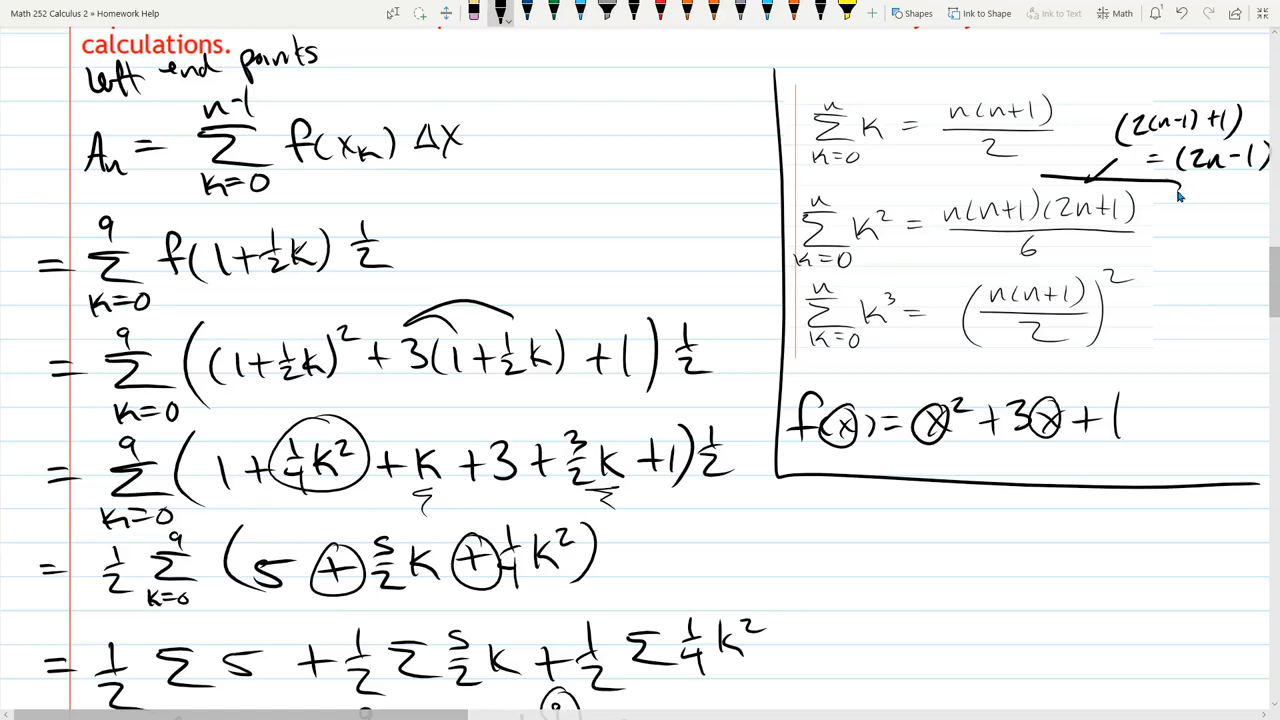 Math 252 Calculus 2 » Homework Help
Shapes
Ink to Shape
Ink to Text
Math
calculations.
left end points
Aₙ = Σ_{k=0}^{n-1} f(xₖ) ΔX
= Σ_{k=0}^{9} f(1+½k) ½
= Σ_{k=0}^{9} ((1+½k)² + 3(1+½k) + 1) ½
= Σ_{k=0}^{9} (1 + ¼k² + k + 3 + 3/2 k + 1) ½
= ½ Σ_{k=0}^{9} (5 + 5/2 k + ¼k²)
= ½ Σ 5 + ½ Σ 5/2 k + ½ Σ ¼ k²
Σ_{k=0}^{n} k = n(n+1)/2
(2(n-1)+1)
= (2n-1)
Σ_{k=0}^{n} k² = n(n+1)(2n+1)/6
Σ_{k=0}^{n} k³ = (n(n+1)/2)²
f(x) = x² + 3x + 1